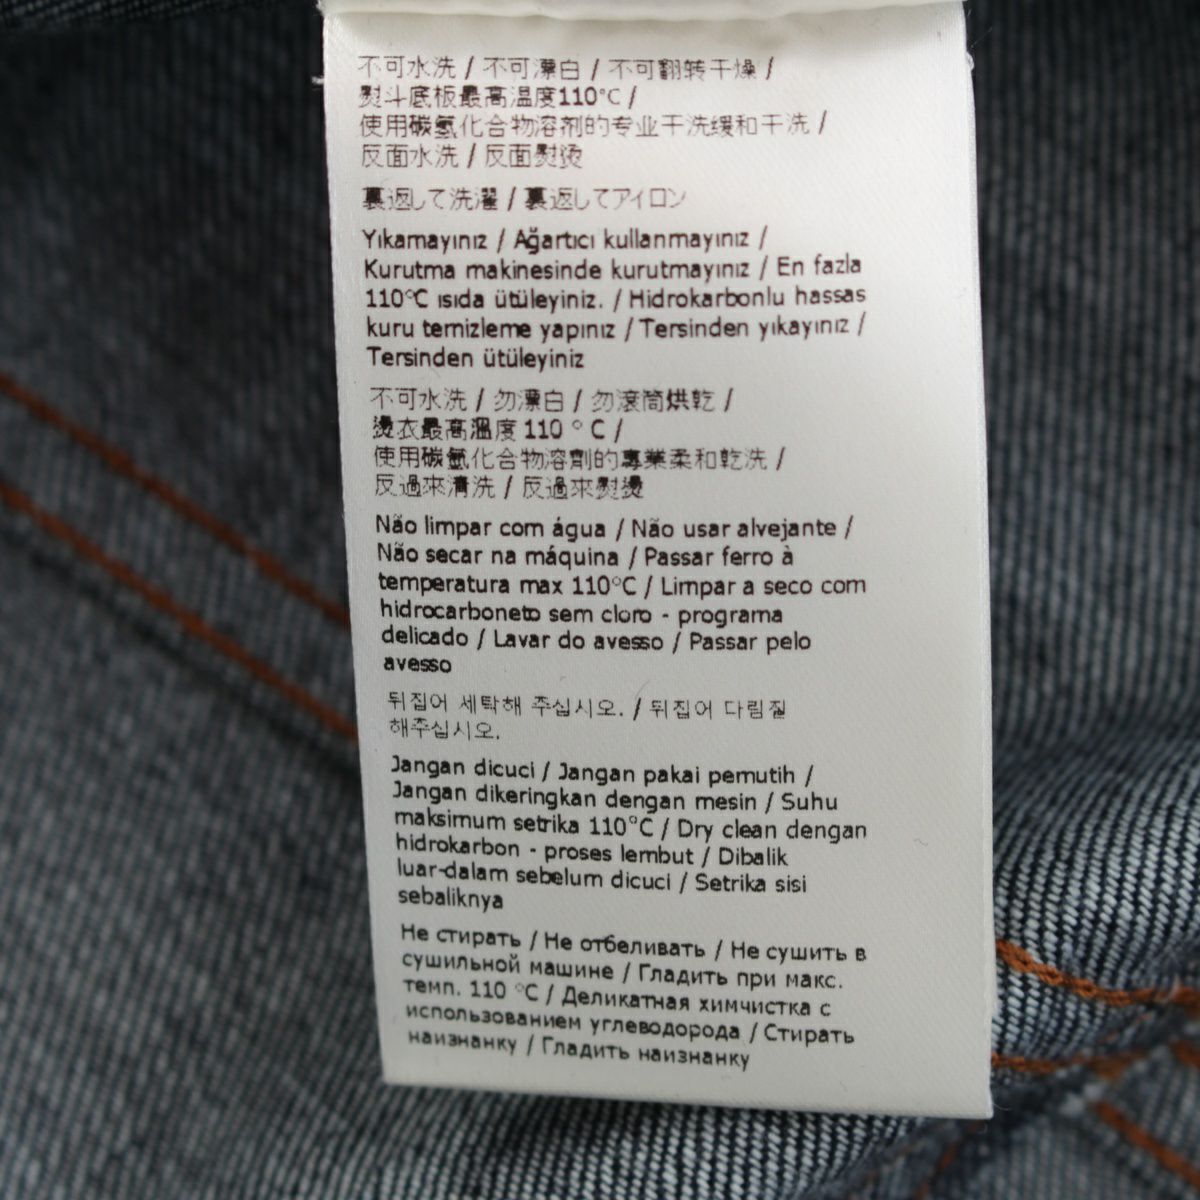 不可水洗 / 不可漂白 / 不可翻转干燥 /
熨斗底板最高温度110℃ /
使用碳氢化合物溶剂的专业干洗缓和干洗 /
反面水洗 / 反面熨烫
裏返して洗濯 / 裏返してアイロン
Yıkamayınız / Ağartıcı kullanmayınız /
Kurutma makinesinde kurutmayınız / En fazla
110°C ısıda ütüleyiniz. / Hidrokarbonlu hassas
kuru temizleme yapınız / Tersinden yıkayınız /
Tersinden ütüleyiniz
不可水洗 / 勿漂白 / 勿滾筒烘乾 /
燙衣最高溫度 110 ° C /
使用碳氫化合物溶劑的專業柔和乾洗 /
反過來清洗 / 反過來熨燙
Não limpar com água / Não usar alvejante /
Não secar na máquina / Passar ferro à
temperatura max 110°C / Limpar a seco com
hidrocarboneto sem cloro - programa
delicado / Lavar do avesso / Passar pelo
avesso
뒤집어 세탁해 주십시오. / 뒤집어 다림질
해주십시오.
Jangan dicuci / Jangan pakai pemutih /
Jangan dikeringkan dengan mesin / Suhu
maksimum setrika 110°C / Dry clean dengan
hidrokarbon - proses lembut / Dibalik
luar-dalam sebelum dicuci / Setrika sisi
sebaliknya
Не стирать / Не отбеливать / Не сушить в
сушильной машине / Гладить при макс.
темп. 110 °C / Деликатная химчистка с
использованием углеводорода / Стирать
наизнанку / Гладить наизнанку